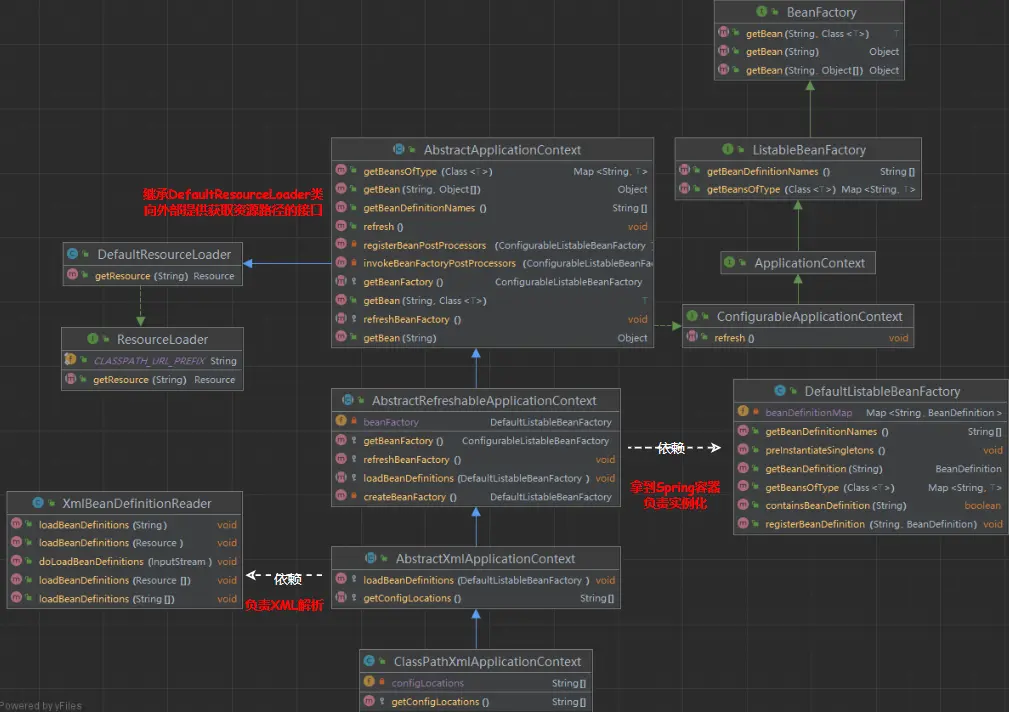 BeanFactory
getBean (String, Class <T>) T
getBean (String) Object
getBean (String, Object[]) Object
AbstractApplicationContext
getBeansOfType (Class <T>) Map <String, T>
getBean (String, Object[]) Object
getBeanDefinitionNames () String[]
refresh () void
registerBeanPostProcessors (ConfigurableListableBeanFactory
invokeBeanFactoryPostProcessors (ConfigurableListableBeanFa
getBeanFactory () ConfigurableListableBeanFactory
getBean (String, Class <T>) T
refreshBeanFactory () void
getBean (String) Object
ListableBeanFactory
getBeanDefinitionNames () String[]
getBeansOfType (Class <T>) Map <String, T>
继承DefaultResourceLoader类
向外部提供获取资源路径的接口
DefaultResourceLoader
getResource (String) Resource
ApplicationContext
ConfigurableApplicationContext
refresh () void
ResourceLoader
CLASSPATH_URL_PREFIX String
getResource (String) Resource
AbstractRefreshableApplicationContext
beanFactory DefaultListableBeanFactory
getBeanFactory () ConfigurableListableBeanFactory
refreshBeanFactory () void
loadBeanDefinitions (DefaultListableBeanFactory ) void
createBeanFactory () DefaultListableBeanFactory
依赖
拿到Spring容器
负责实例化
DefaultListableBeanFactory
beanDefinitionMap Map <String, BeanDefinition >
getBeanDefinitionNames () String[]
preInstantiateSingletons () void
getBeanDefinition (String) BeanDefinition
getBeansOfType (Class <T>) Map <String, T>
containsBeanDefinition (String) boolean
registerBeanDefinition (String, BeanDefinition) void
XmlBeanDefinitionReader
loadBeanDefinitions (String) void
loadBeanDefinitions (Resource ) void
doLoadBeanDefinitions (InputStream ) void
loadBeanDefinitions (Resource []) void
loadBeanDefinitions (String[]) void
依赖
负责XML解析
AbstractXmlApplicationContext
loadBeanDefinitions (DefaultListableBeanFactory ) void
getConfigLocations () String[]
ClassPathXmlApplicationContext
configLocations String[]
getConfigLocations () String[]
Powered by yFiles